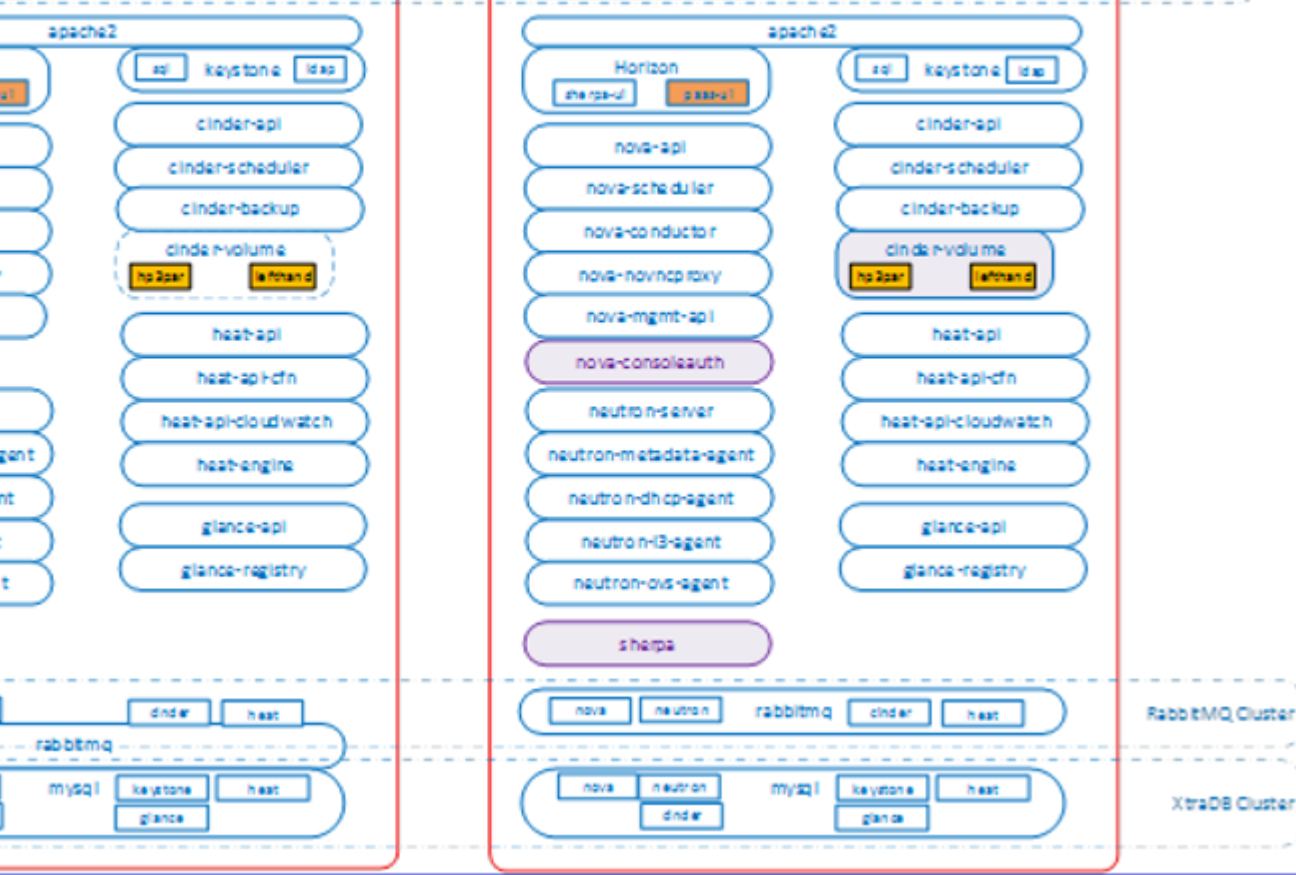 apache2
sql keystone ldap
cinder-api
cinder-scheduler
cinder-backup
cinder-volume
hp3par lefthand
heat-api
heat-api-cfn
heat-api-cloudwatch
heat-engine
glance-api
glance-registry
cinder heat
rabbitmq
mysql keystone heat
glance
apache2
Horizon
sherpa-ui
nova-api
nova-scheduler
nova-conductor
nova-novncproxy
nova-mgmt-api
nova-consoleauth
neutron-server
neutron-metadata-agent
neutron-dhcp-agent
neutron-l3-agent
neutron-ovs-agent
sherpa
sql keystone ldap
cinder-api
cinder-scheduler
cinder-backup
cinder-volume
hp3par lefthand
heat-api
heat-api-cfn
heat-api-cloudwatch
heat-engine
glance-api
glance-registry
nova neutron rabbitmq cinder heat
RabbitMQ Cluster
nova neutron mysql keystone heat
cinder glance
XtraDB Cluster